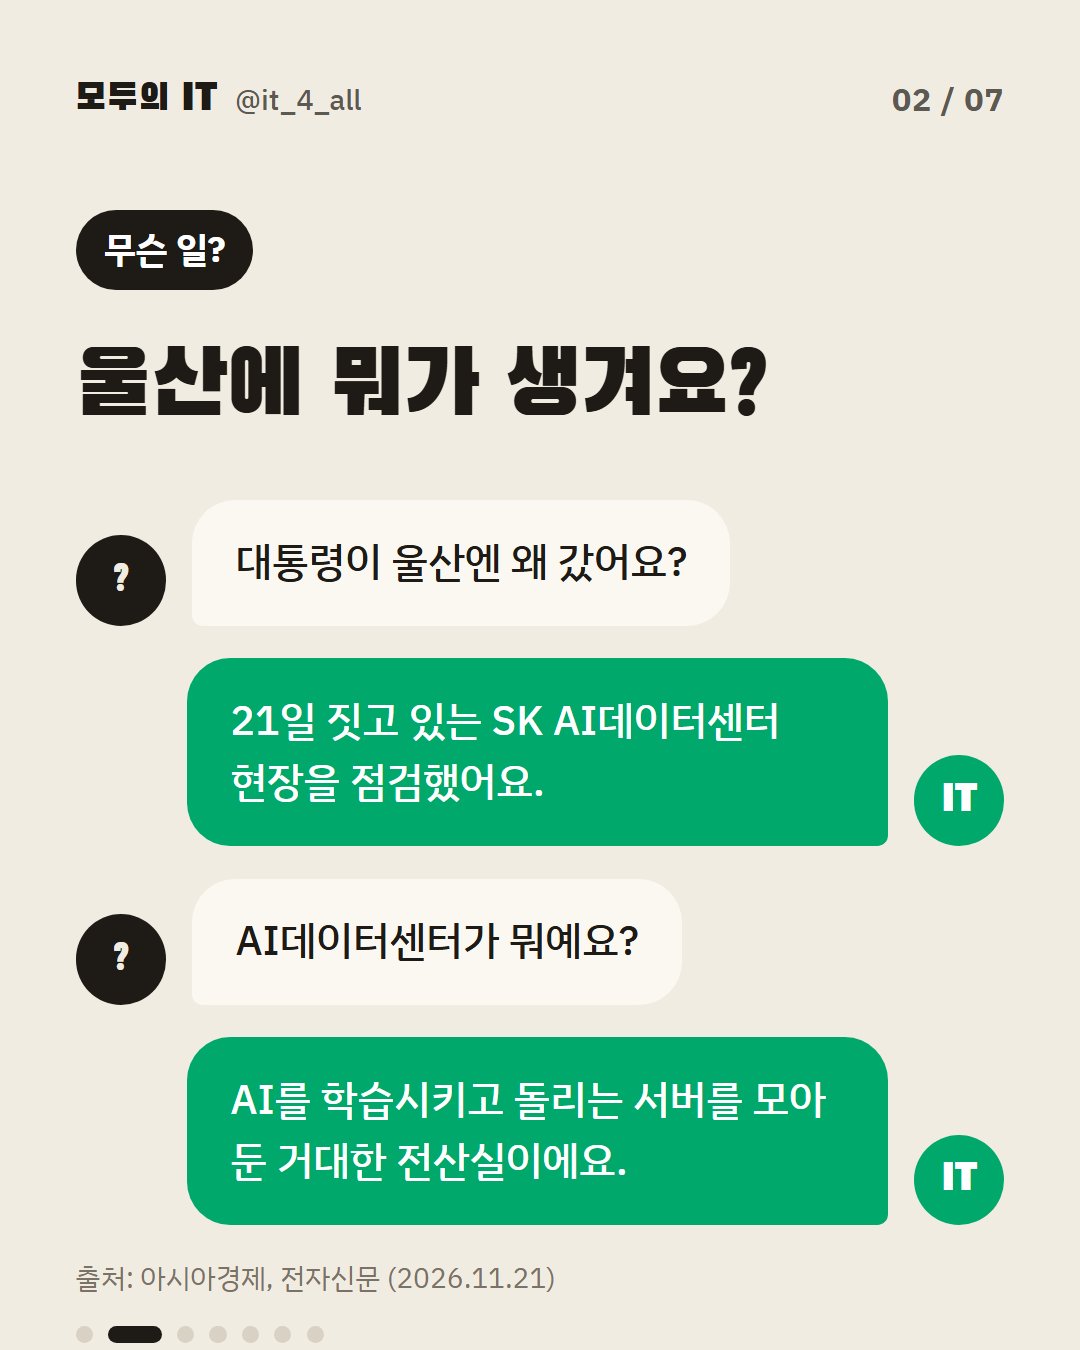 모두의 IT @it_4_all
02 / 07
무슨 일?
울산에 뭐가 생겨요?
?
대통령이 울산엔 왜 갔어요?
21일 짓고 있는 SK AI데이터센터
현장을 점검했어요.
IT
?
AI데이터센터가 뭐예요?
AI를 학습시키고 돌리는 서버를 모아
둔 거대한 전산실이에요.
IT
출처: 아시아경제, 전자신문 (2026.11.21)